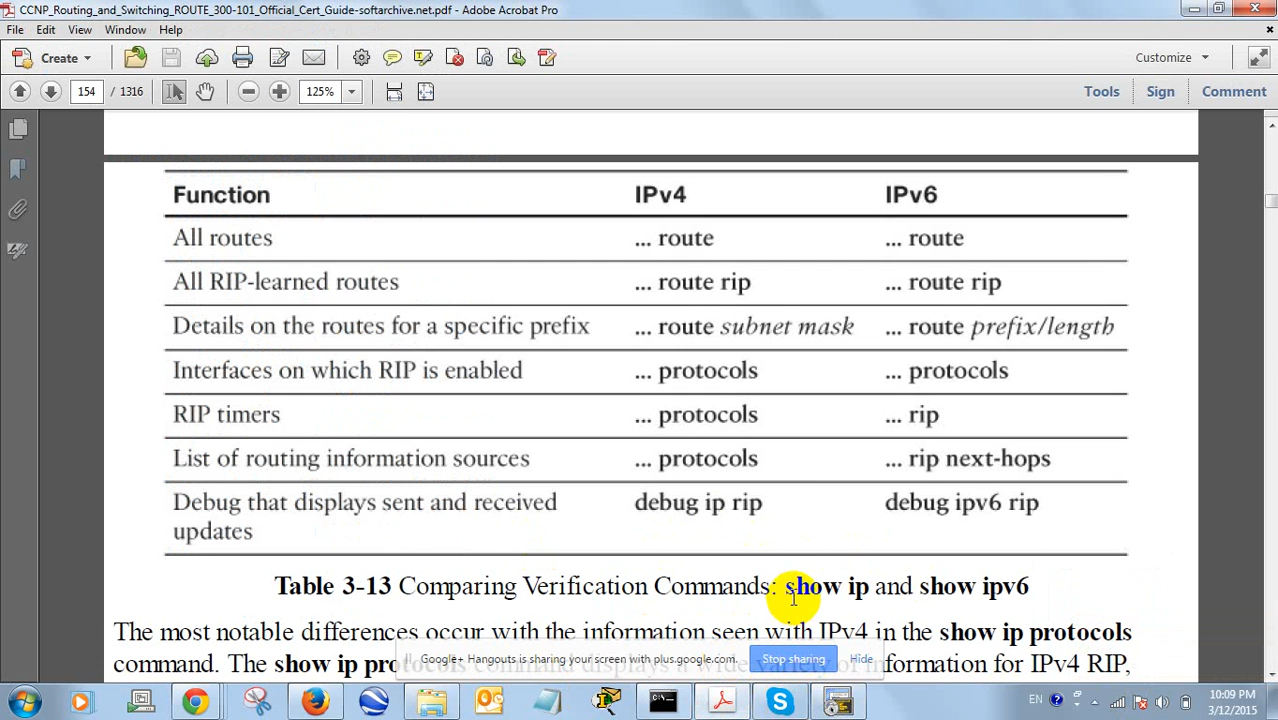 CCNP_Routing_and_Switching_ROUTE_300-101_Official_Cert_Guide-softarchive.net.pdf - Adobe Acrobat Pro
File Edit View Window Help
Create Customize
154 / 1316 125% Tools Sign Comment
Function IPv4 IPv6
All routes ... route ... route
All RIP-learned routes ... route rip ... route rip
Details on the routes for a specific prefix ... route subnet mask ... route prefix/length
Interfaces on which RIP is enabled ... protocols ... protocols
RIP timers ... protocols ... rip
List of routing information sources ... protocols ... rip next-hops
Debug that displays sent and received debug ip rip debug ipv6 rip
updates
Table 3-13 Comparing Verification Commands: show ip and show ipv6
The most notable differences occur with the information seen with IPv4 in the show ip protocols
command. The show ip protocols command displays a wide variety of information for IPv4 RIP,
Google+ Hangouts is sharing your screen with plus.google.com. Stop sharing Hide
EN 10:09 PM
3/12/2015